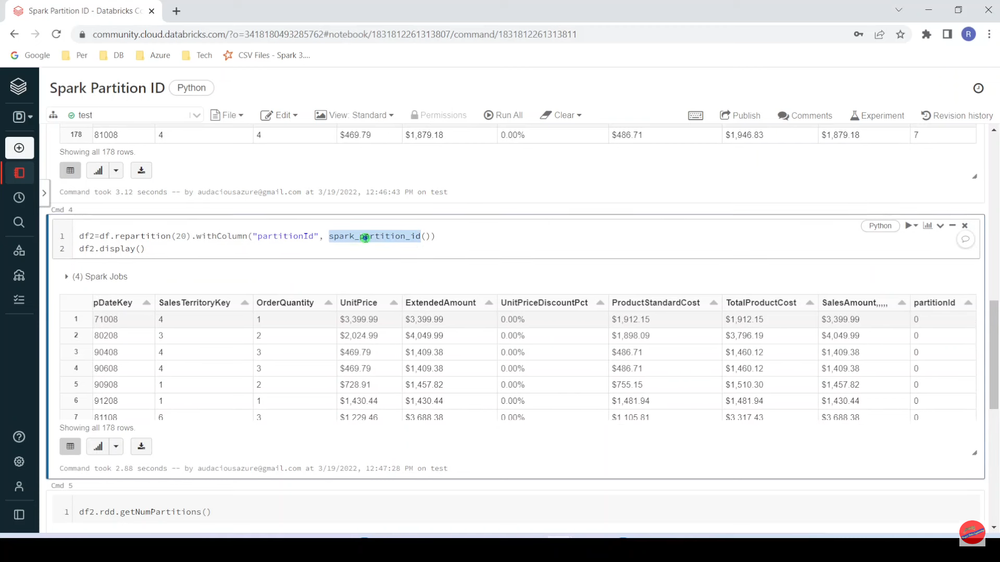 Spark Partition ID - Databricks Co
community.cloud.databricks.com/?o=3418180493285762#notebook/1831812261313807/command/1831812261313811
R
Google Per DB Azure Tech CSV Files - Spark 3....
Spark Partition ID Python
D test File Edit View: Standard Permissions Run All Clear Publish Comments Experiment Revision history
178 81008 4 4 $469.79 $1,879.18 0.00% $486.71 $1,946.83 $1,879.18 7
Showing all 178 rows.
Command took 3.12 seconds -- by audaciousazure@gmail.com at 3/19/2022, 12:46:43 PM on test
Cmd 4
Python
1 df2=df.repartition(20).withColumn("partitionId", spark_partition_id())
2 df2.display()
(4) Spark Jobs
pDateKey SalesTerritoryKey OrderQuantity UnitPrice ExtendedAmount UnitPriceDiscountPct ProductStandardCost TotalProductCost SalesAmount,,,,, partitionId
1 71008 4 1 $3,399.99 $3,399.99 0.00% $1,912.15 $1,912.15 $3,399.99 0
2 80208 3 2 $2,024.99 $4,049.99 0.00% $1,898.09 $3,796.19 $4,049.99 0
3 90408 4 3 $469.79 $1,409.38 0.00% $486.71 $1,460.12 $1,409.38 0
4 90608 4 3 $469.79 $1,409.38 0.00% $486.71 $1,460.12 $1,409.38 0
5 90908 1 2 $728.91 $1,457.82 0.00% $755.15 $1,510.30 $1,457.82 0
6 91208 1 1 $1,430.44 $1,430.44 0.00% $1,481.94 $1,481.94 $1,430.44 0
7 81108 6 3 $1,229.46 $3,688.38 0.00% $1,105.81 $3,317.43 $3,688.38 0
Showing all 178 rows.
Command took 2.88 seconds -- by audaciousazure@gmail.com at 3/19/2022, 12:47:28 PM on test
Cmd 5
1 df2.rdd.getNumPartitions()